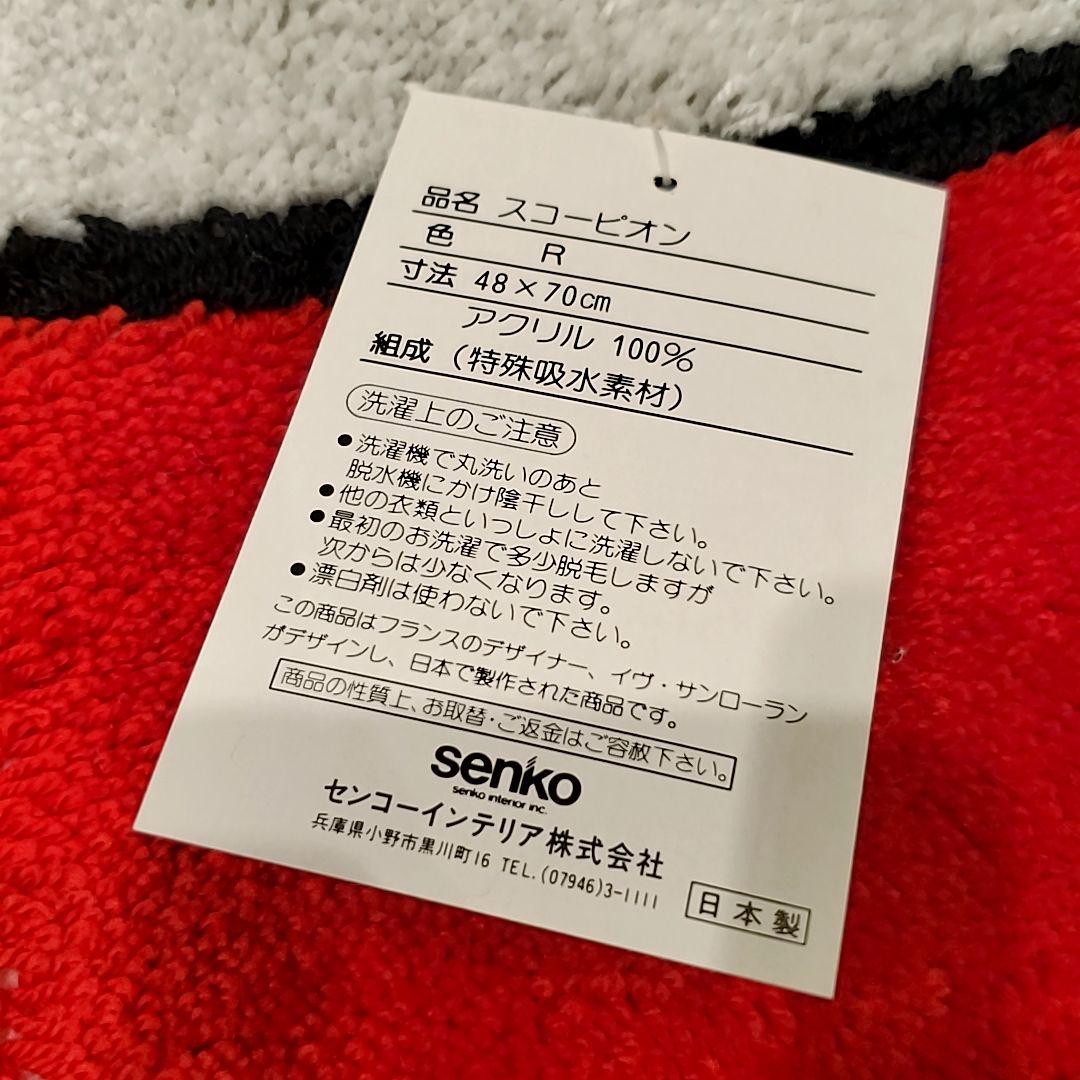 品名 スコーピオン
色 R
寸法 48×70cm
アクリル 100%
組成 (特殊吸水素材)
洗濯上のご注意
●洗濯機で丸洗いのあと
脱水機にかけ陰干しして下さい。
●他の衣類といっしよに洗濯しないで下さい。
●最初のお洗濯で多少脱毛しますが
次からは少なくなります。
●漂白剤は使わないで下さい。
この商品はフランスのデザイナー、イヴ・サンローラン
がデザインし、日本で製作された商品です。
商品の性質上、お取替・ご返金はご容赦下さい。
senko
senko interior inc.
センコーインテリア株式会社
兵庫県小野市黒川町16 TEL.(07946)3-1111
日本製